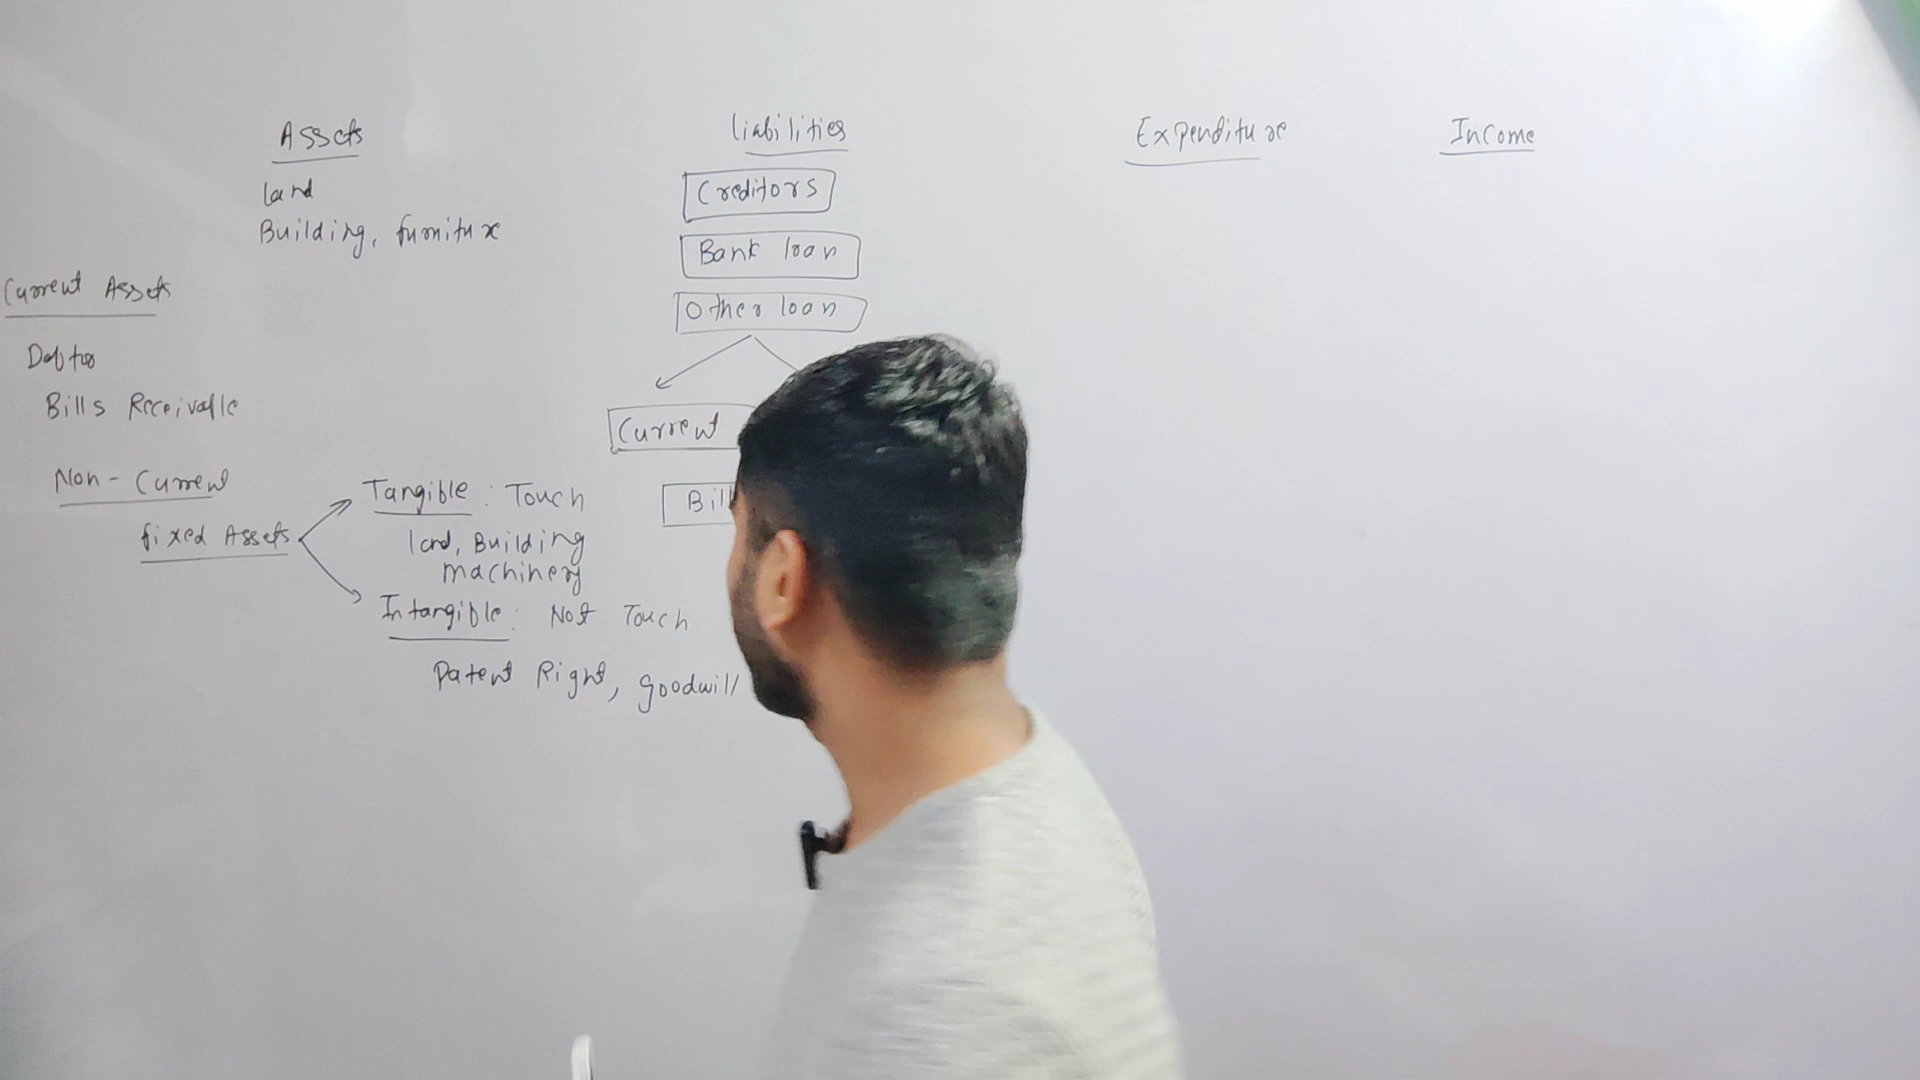 Assets
Land
Building, furniture
Current Assets
Bills Receivable
Non-Current
fixed Assets
Tangible : Touch
land, Building
machinery
Intangible : Not Touch
Patent Right, Goodwill
Liabilities
Creditors
Bank loan
Other loan
Current
Expenditure
Income